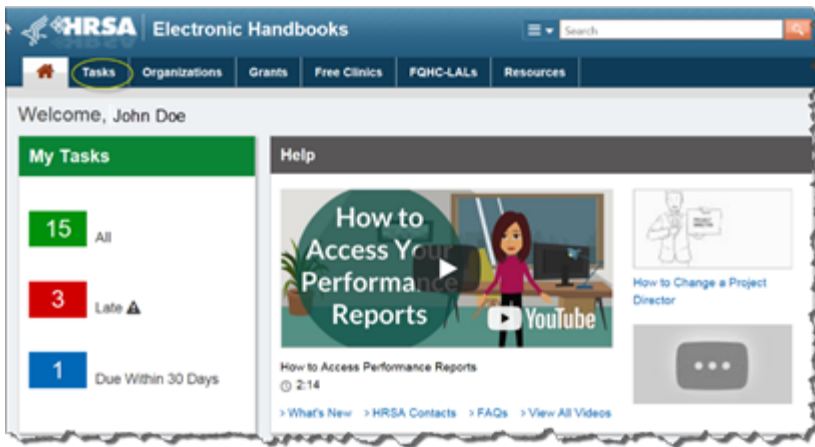 HRSA Electronic Handbooks
Search
Tasks Organizations Grants Free Clinics FQHC-LALs Resources
Welcome, John Doe
My Tasks
15 All
3 Late
1 Due Within 30 Days
Help
How to
Access Your
Performance
Reports
YouTube
How to Access Performance Reports
2:14
> What's New > HRSA Contacts > FAQs > View All Videos
PROJECT
DIRECTOR
How to Change a Project
Director